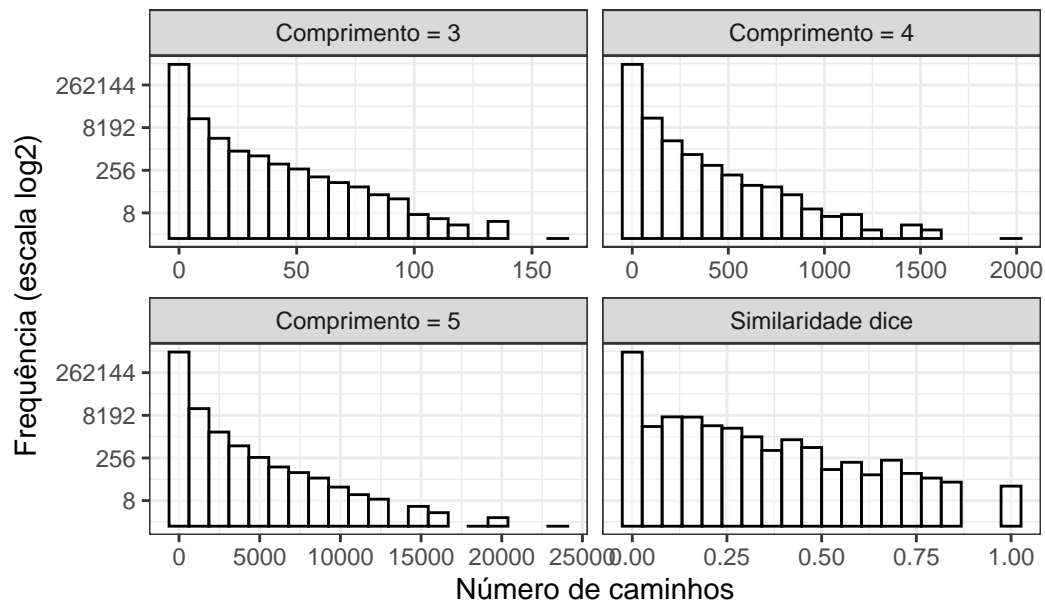 Comprimento = 3 Comprimento = 4
262144
8192
256
8
0 50 100 150 0 500 1000 1500 2000
Comprimento = 5 Similaridade dice
262144
8192
256
8
0 5000 10000 15000 20000 25000 0.00 0.25 0.50 0.75 1.00
Número de caminhos
Frequência (escala log2)